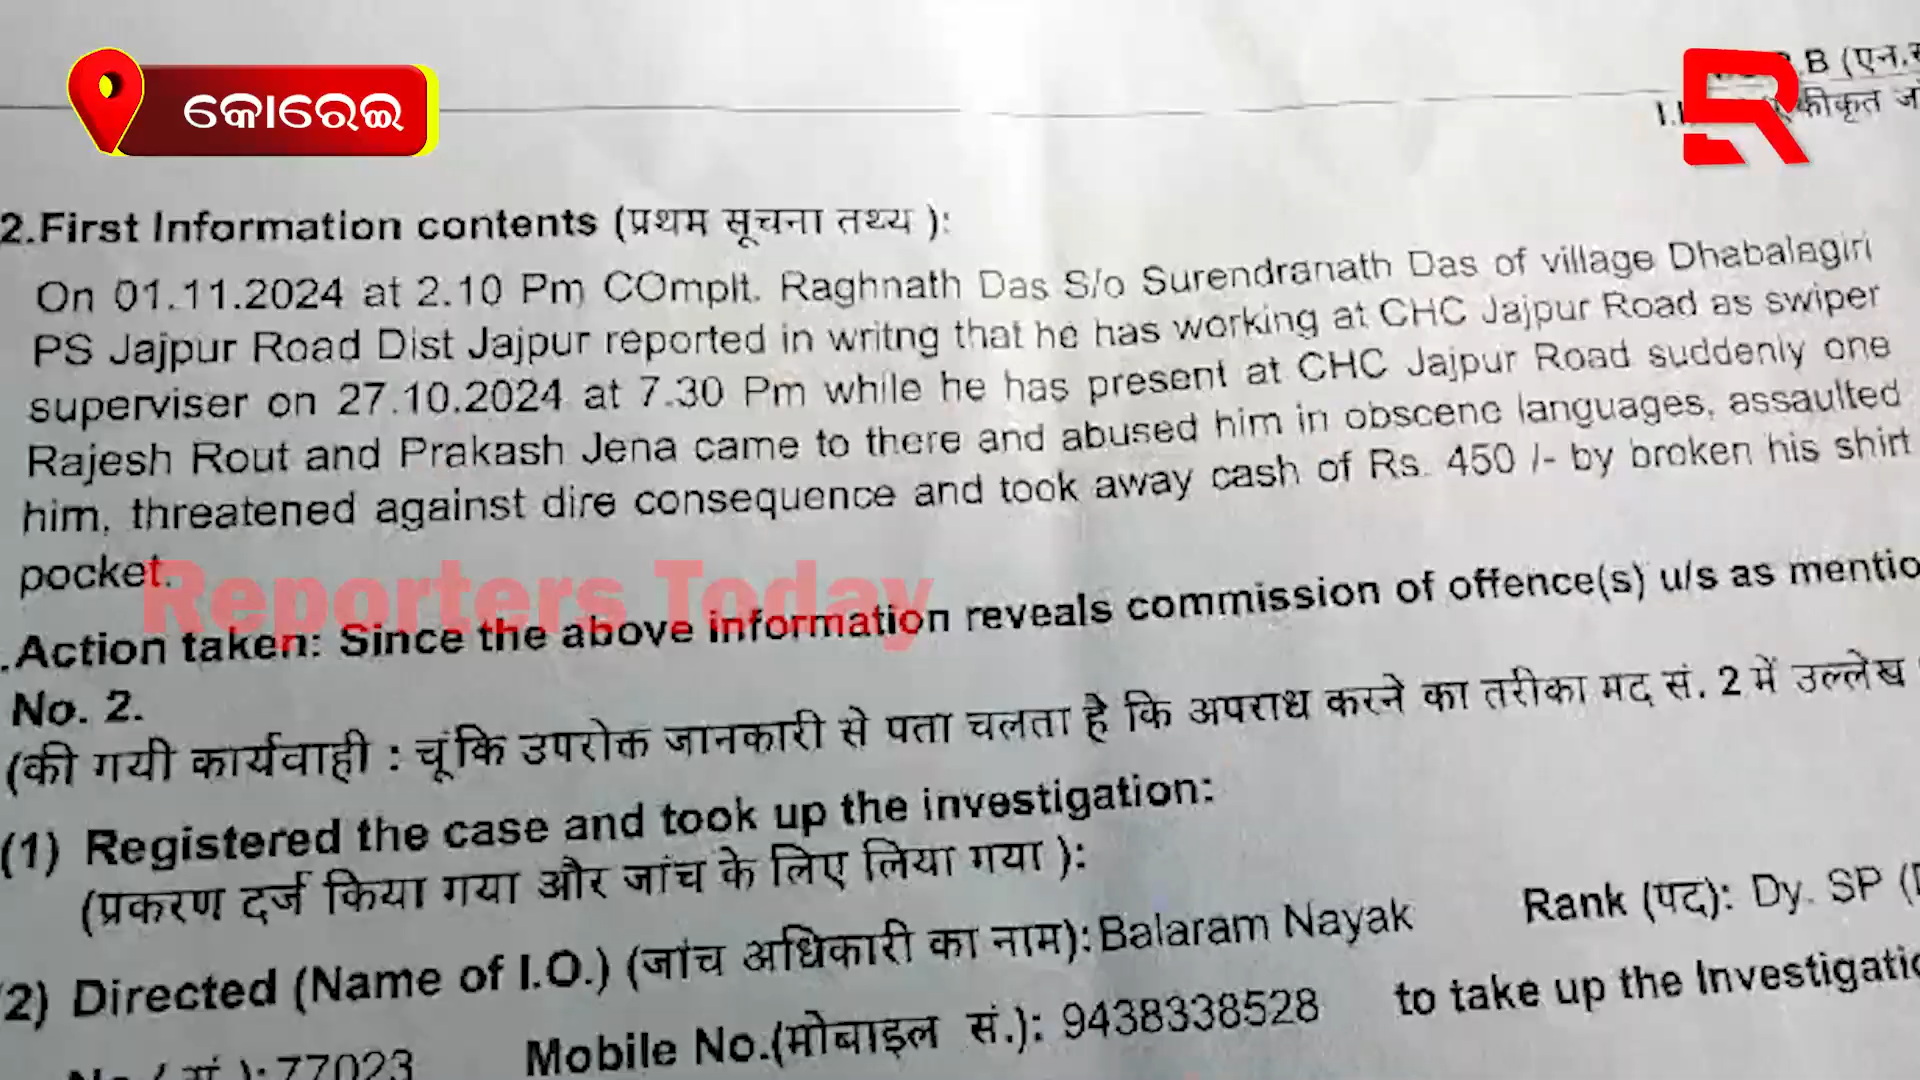 କୋରେଇ
B (एन.
I. कीकृत
2.First Information contents (प्रथम सूचना तथ्य ):
On 01.11.2024 at 2.10 Pm COmplt. Raghnath Das S/o Surendranath Das of village Dhabalagiri
PS Jajpur Road Dist Jajpur reported in writng that he has working at CHC Jajpur Road as swiper
superviser on 27.10.2024 at 7.30 Pm while he has present at CHC Jajpur Road suddenly one
Rajesh Rout and Prakash Jena came to there and abused him in obscene languages, assaulted
him, threatened against dire consequence and took away cash of Rs. 450 /- by broken his shirt
pocket.
Reporters Today
.Action taken: Since the above information reveals commission of offence(s) u/s as mentio
No. 2.
(की गयी कार्यवाही : चूंकि उपरोक्त जानकारी से पता चलता है कि अपराध करने का तरीका मद सं. 2 में उल्लेख
(1) Registered the case and took up the investigation:
(प्रकरण दर्ज किया गया और जांच के लिए लिया गया ):
2) Directed (Name of I.O.) (जांच अधिकारी का नाम): Balaram Nayak Rank (पद): Dy. SP (
No.( सं.): 77023 Mobile No.(मोबाइल सं.): 9438338528 to take up the Investigatio